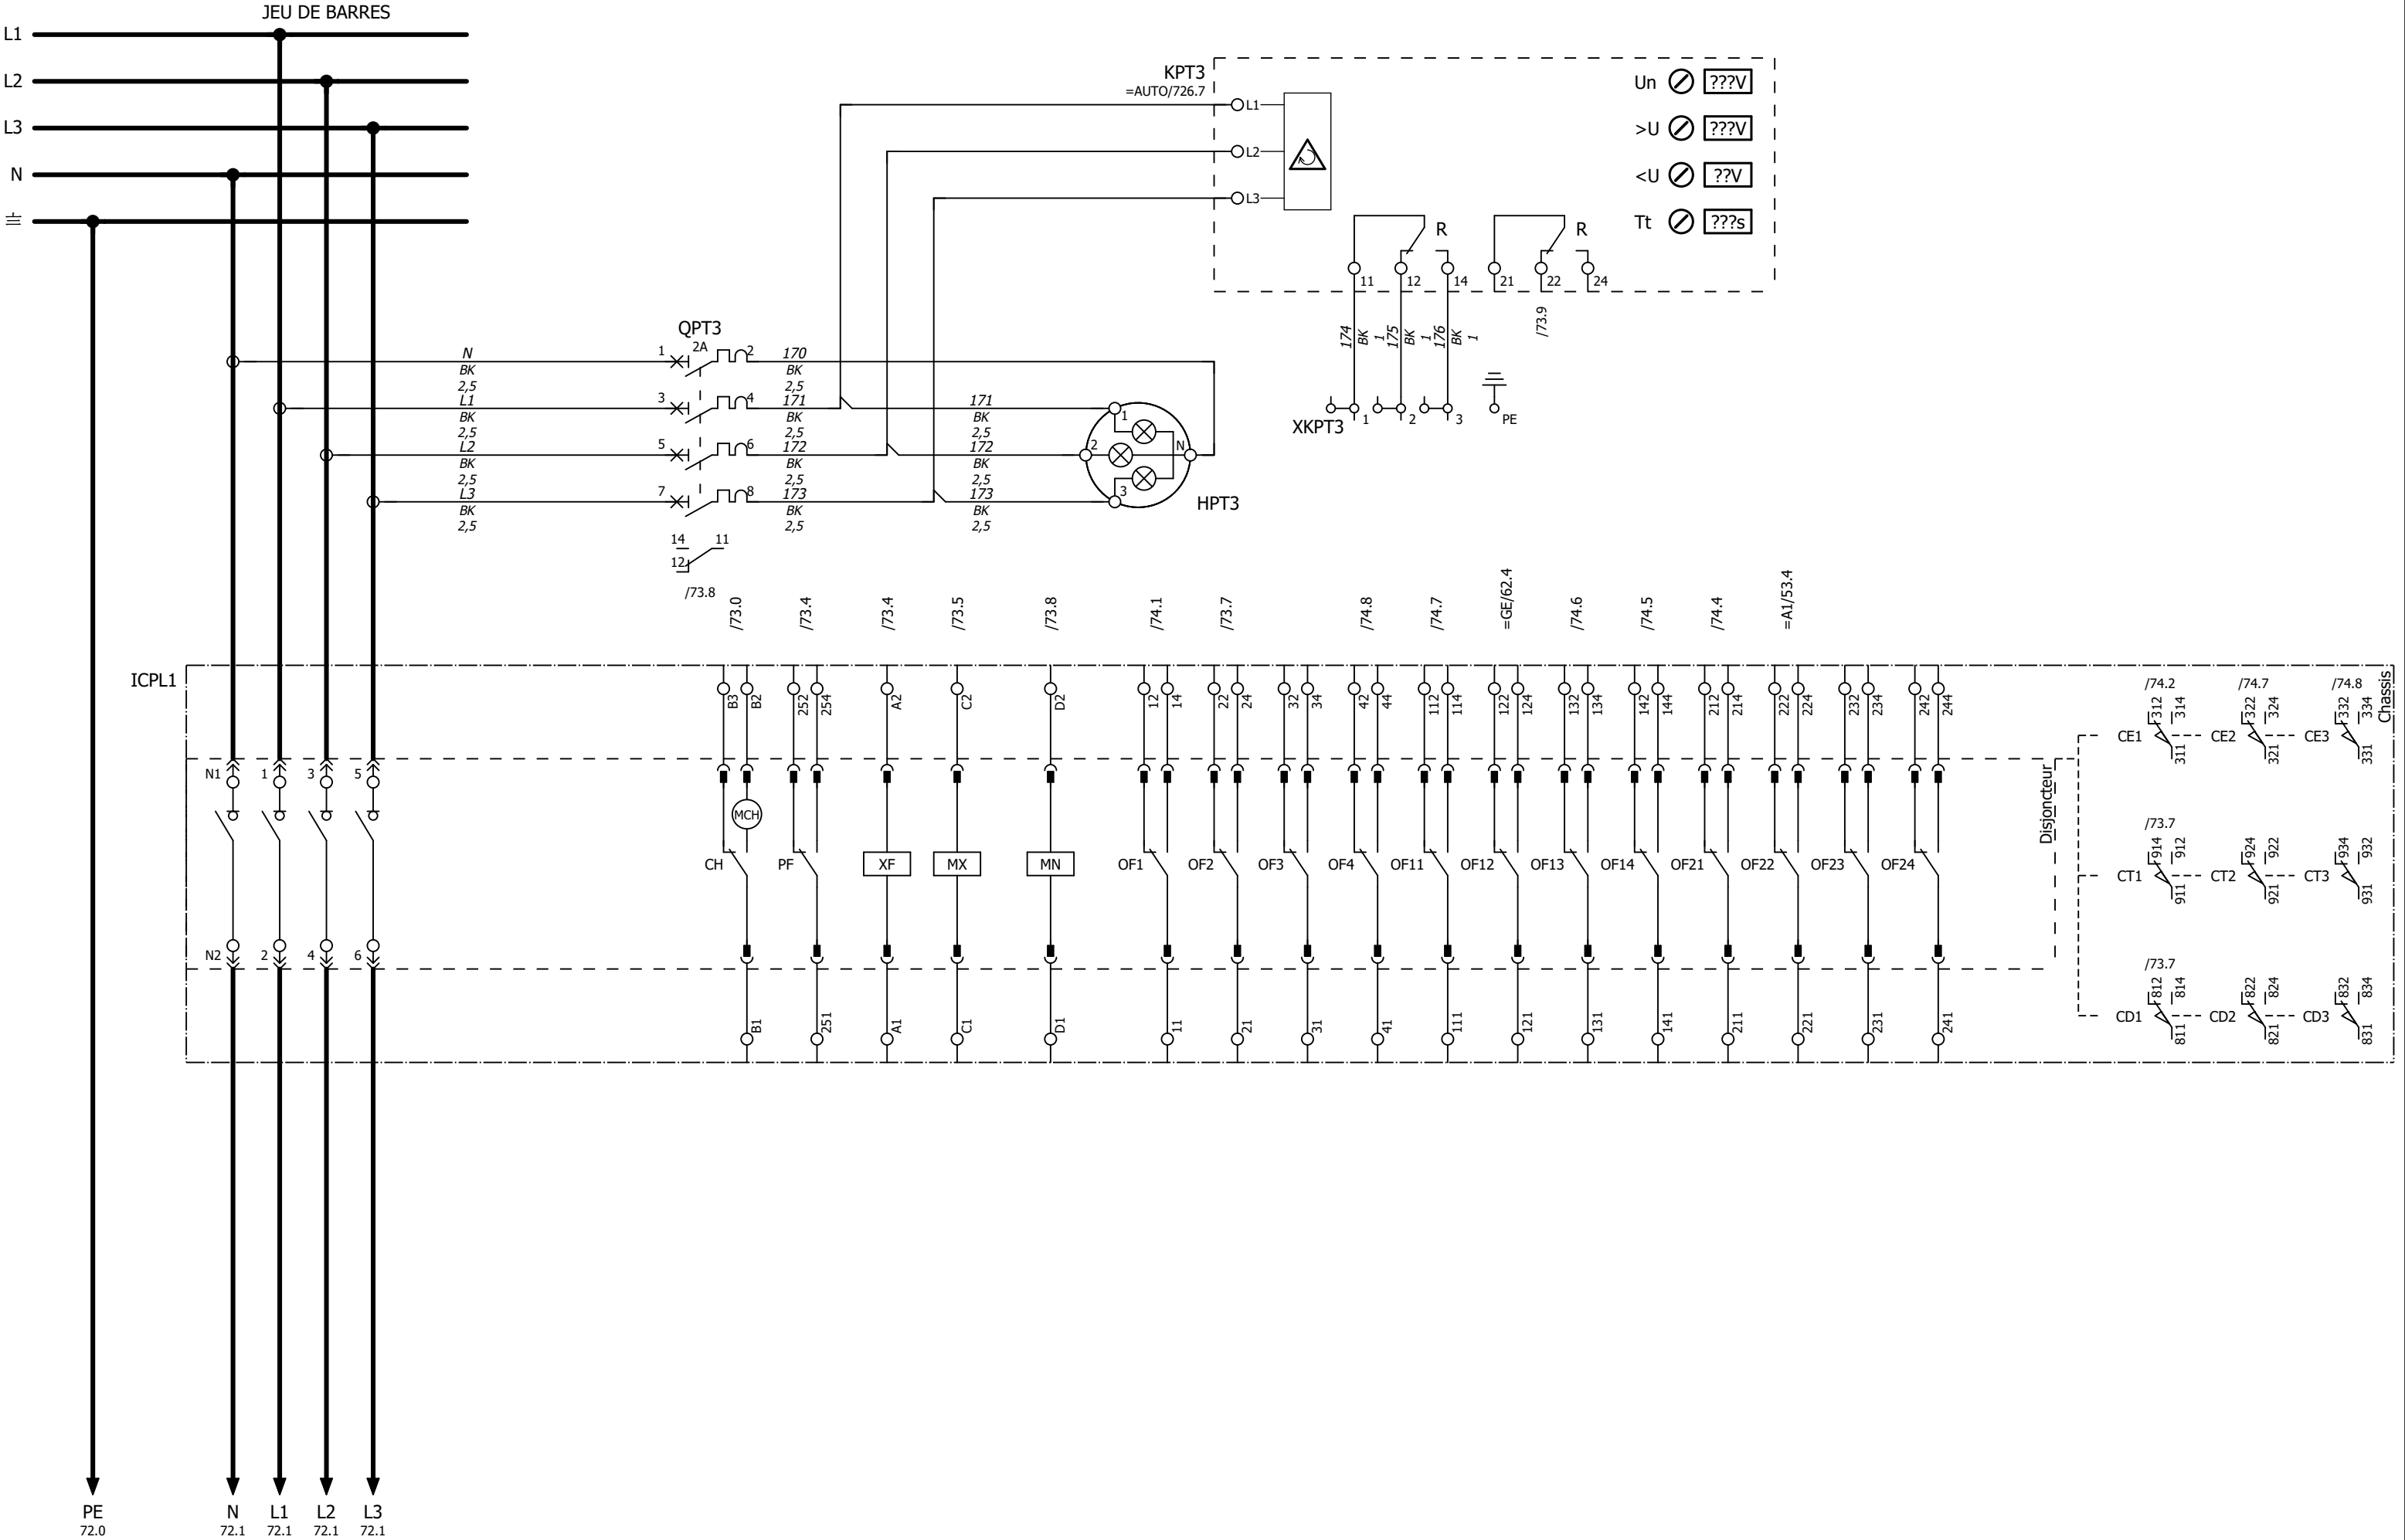 JEU DE BARRES
L1
L2
L3
N
KPT3
=AUTO/726.7
L1
L2
L3
Un ???V
>U ???V
<U ??V
Tt ???s
R R
11 12 14 21 22 24
174 BK 1
175 BK 1
176 BK 1
/73.9
XKPT3 1 2 3 PE
QPT3
2A
N BK 2,5 1 2 170 BK 2,5
L1 BK 2,5 3 4 171 BK 2,5 171 BK 2,5
L2 BK 2,5 5 6 172 BK 2,5 172 BK 2,5
L3 BK 2,5 7 8 173 BK 2,5 173 BK 2,5
1
2 N
3
HPT3
14 11
12
/73.8
/73.0 /73.4 /73.4 /73.5 /73.8 /74.1 /73.7 /74.8 /74.7 =GE/62.4 /74.6 /74.5 /74.4 =A1/53.4
ICPL1
B3 B2 252 254 A2 C2 D2 12 14 22 24 32 34 42 44 112 114 122 124 132 134 142 144 212 214 222 224 232 234 242 244
Chassis
/74.2 /74.7 /74.8
312 314 322 324 332 334
CE1 CE2 CE3
311 321 331
N1 1 3 5
MCH
Disjoncteur
/73.7
914 912 924 922 934 932
CH PF XF MX MN OF1 OF2 OF3 OF4 OF11 OF12 OF13 OF14 OF21 OF22 OF23 OF24
CT1 CT2 CT3
911 921 931
N2 2 4 6
/73.7
812 814 822 824 832 834
CD1 CD2 CD3
811 821 831
B1 251 A1 C1 D1 11 21 31 41 111 121 131 141 211 221 231 241
PE N L1 L2 L3
72.0 72.1 72.1 72.1 72.1